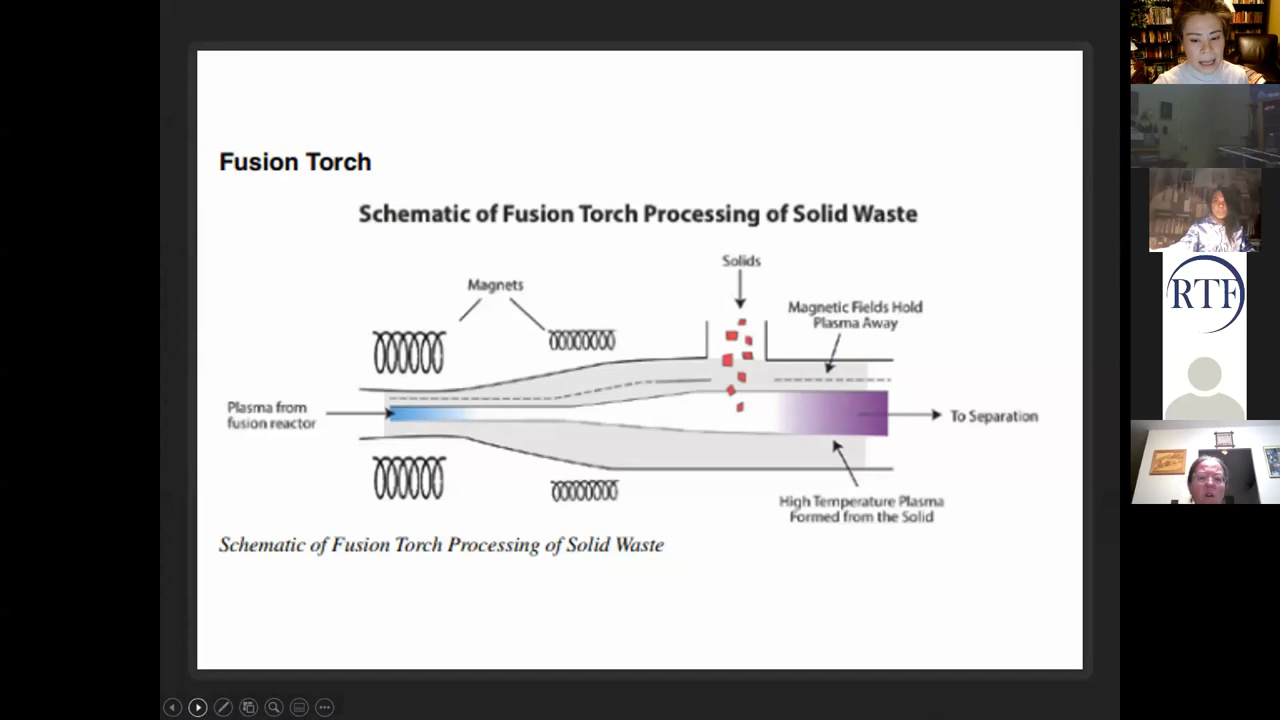 Fusion Torch
Schematic of Fusion Torch Processing of Solid Waste
Solids
Magnets
Magnetic Fields Hold
Plasma Away
Plasma from
fusion reactor
To Separation
High Temperature Plasma
Formed from the Solid
Schematic of Fusion Torch Processing of Solid Waste
RTF